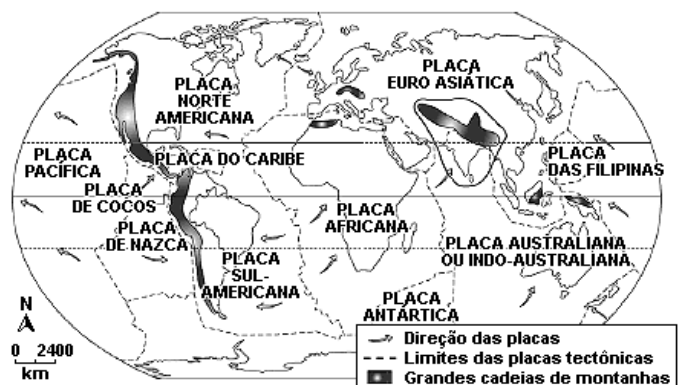 PLACA
NORTE
AMERICANA
PLACA
EURO ASIÁTICA
PLACA
PACÍFICA
PLACA DO CARIBE
PLACA
DAS FILIPINAS
PLACA
DE COCOS
PLACA
DE NAZCA
PLACA
AFRICANA
PLACA AUSTRALIANA
OU INDO-AUSTRALIANA
PLACA
SUL-
AMERICANA
PLACA
ANTÁRTICA
N
0 2400
km
Direção das placas
Limites das placas tectônicas
Grandes cadeias de montanhas